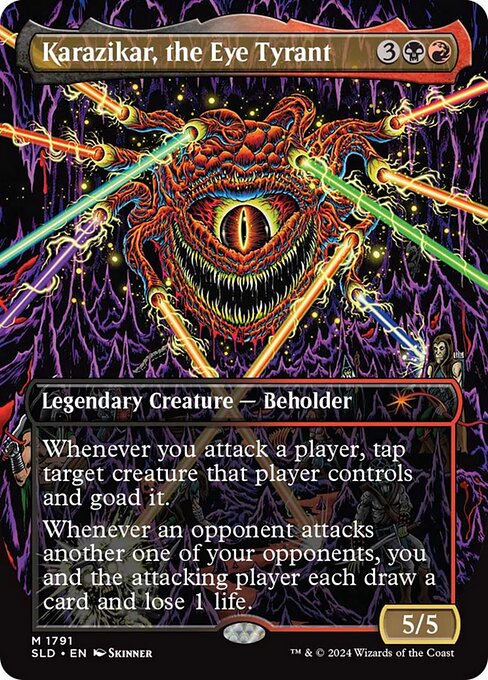 Karazikar, the Eye Tyrant 3
Legendary Creature — Beholder
Whenever you attack a player, tap
target creature that player controls
and goad it.
Whenever an opponent attacks
another one of your opponents, you
and the attacking player each draw a
card and lose 1 life.
5/5
M 1791
SLD • EN SKINNER
™ & © 2024 Wizards of the Coast